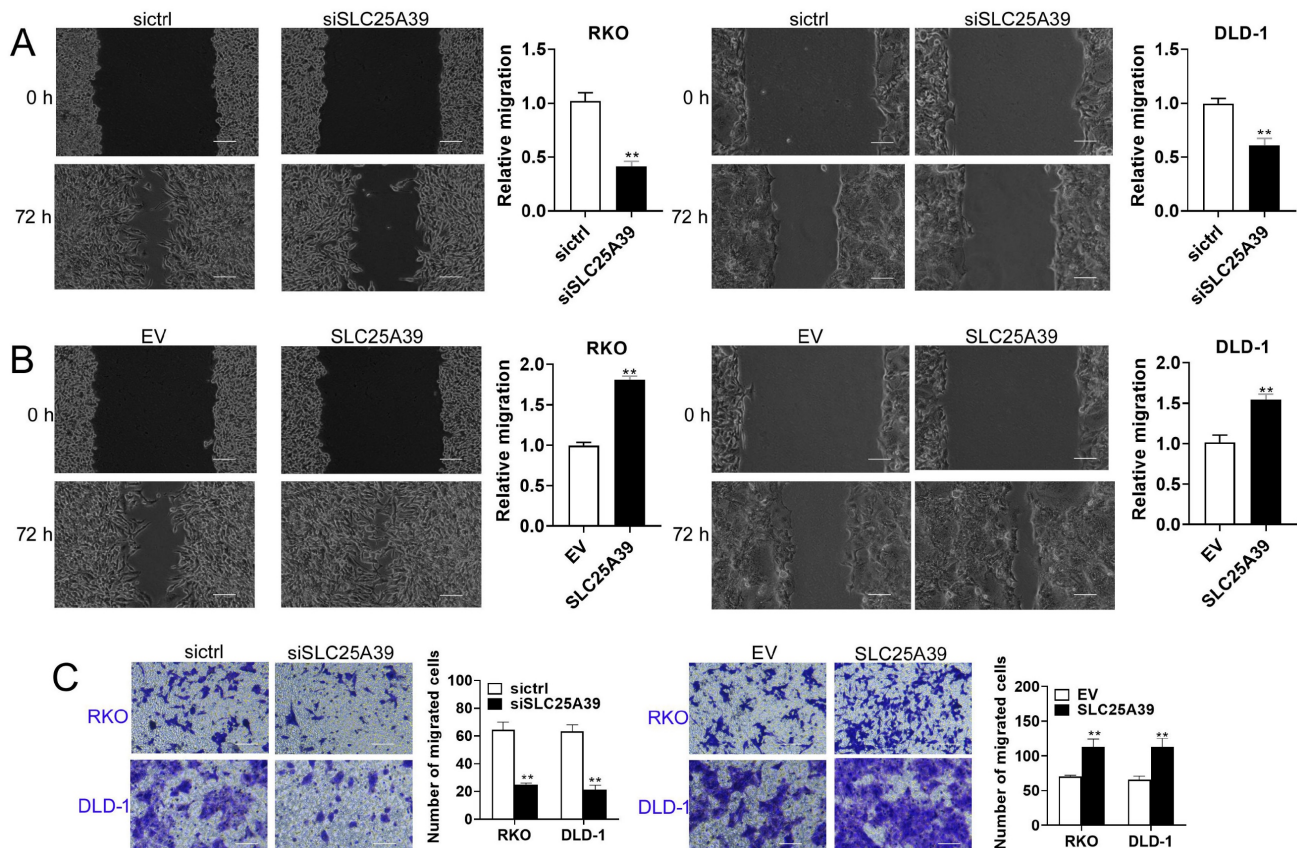 A
sictrl
siSLC25A39
0 h
72 h
RKO
Relative migration
1.5
1.0
0.5
0.0
**
sictrl
siSLC25A39
sictrl
siSLC25A39
0 h
72 h
DLD-1
Relative migration
1.5
1.0
0.5
0.0
**
sictrl
siSLC25A39
B
EV
SLC25A39
0 h
72 h
RKO
Relative migration
2.0
1.5
1.0
0.5
0.0
**
EV
SLC25A39
EV
SLC25A39
0 h
72 h
DLD-1
Relative migration
2.0
1.5
1.0
0.5
0.0
**
EV
SLC25A39
C
sictrl
siSLC25A39
RKO
DLD-1
Number of migrated cells
80
60
40
20
0
sictrl
siSLC25A39
**
**
RKO
DLD-1
EV
SLC25A39
RKO
DLD-1
Number of migrated cells
200
150
100
50
0
EV
SLC25A39
**
**
RKO
DLD-1